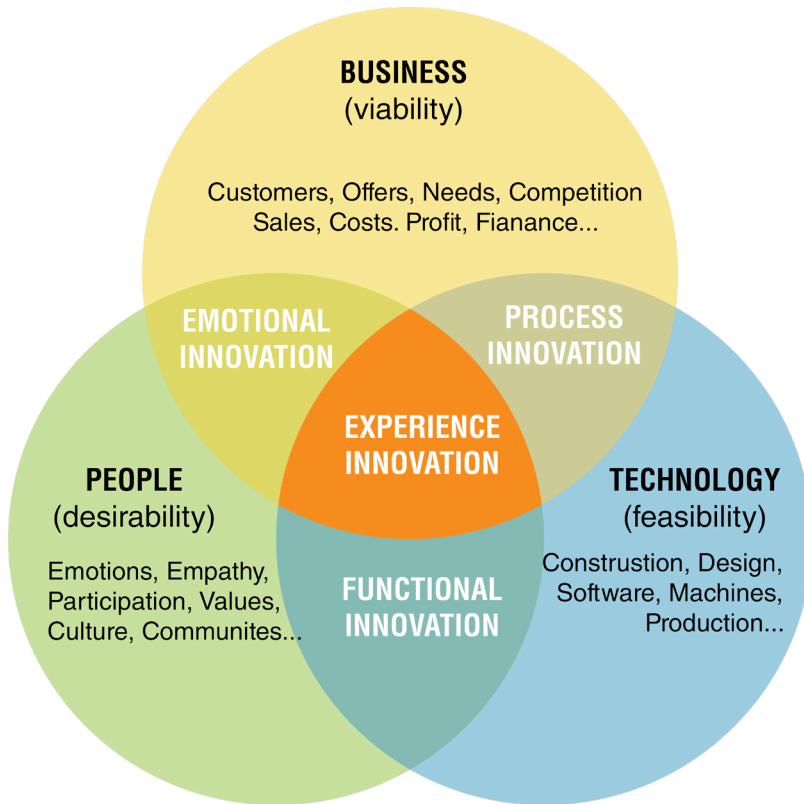 BUSINESS
(viability)
Customers, Offers, Needs, Competition
Sales, Costs. Profit, Fianance...
EMOTIONAL
INNOVATION
PROCESS
INNOVATION
EXPERIENCE
INNOVATION
PEOPLE
(desirability)
Emotions, Empathy,
Participation, Values,
Culture, Communites...
TECHNOLOGY
(feasibility)
Construstion, Design,
Software, Machines,
Production...
FUNCTIONAL
INNOVATION